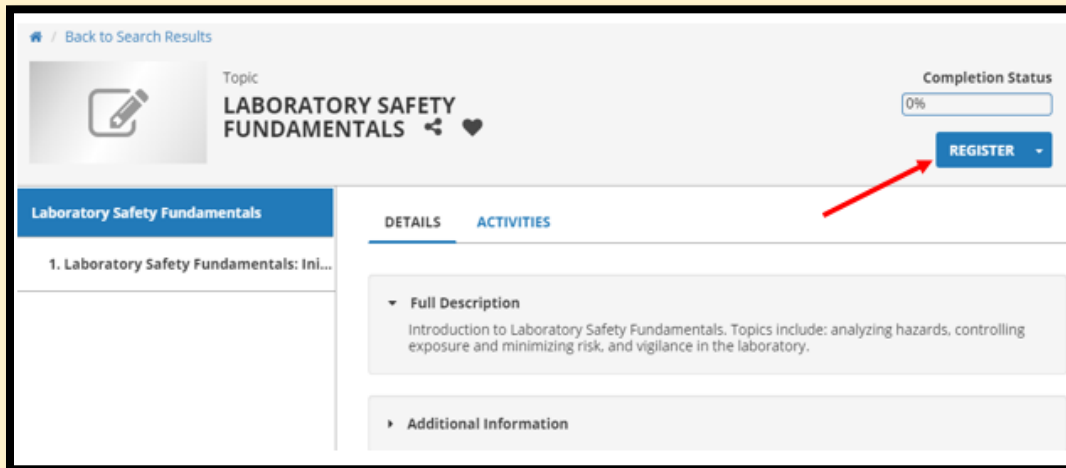 / Back to Search Results
Topic
LABORATORY SAFETY
FUNDAMENTALS
Completion Status
0%
REGISTER
Laboratory Safety Fundamentals
1. Laboratory Safety Fundamentals: Ini...
DETAILS ACTIVITIES
Full Description
Introduction to Laboratory Safety Fundamentals. Topics include: analyzing hazards, controlling
exposure and minimizing risk, and vigilance in the laboratory.
Additional Information